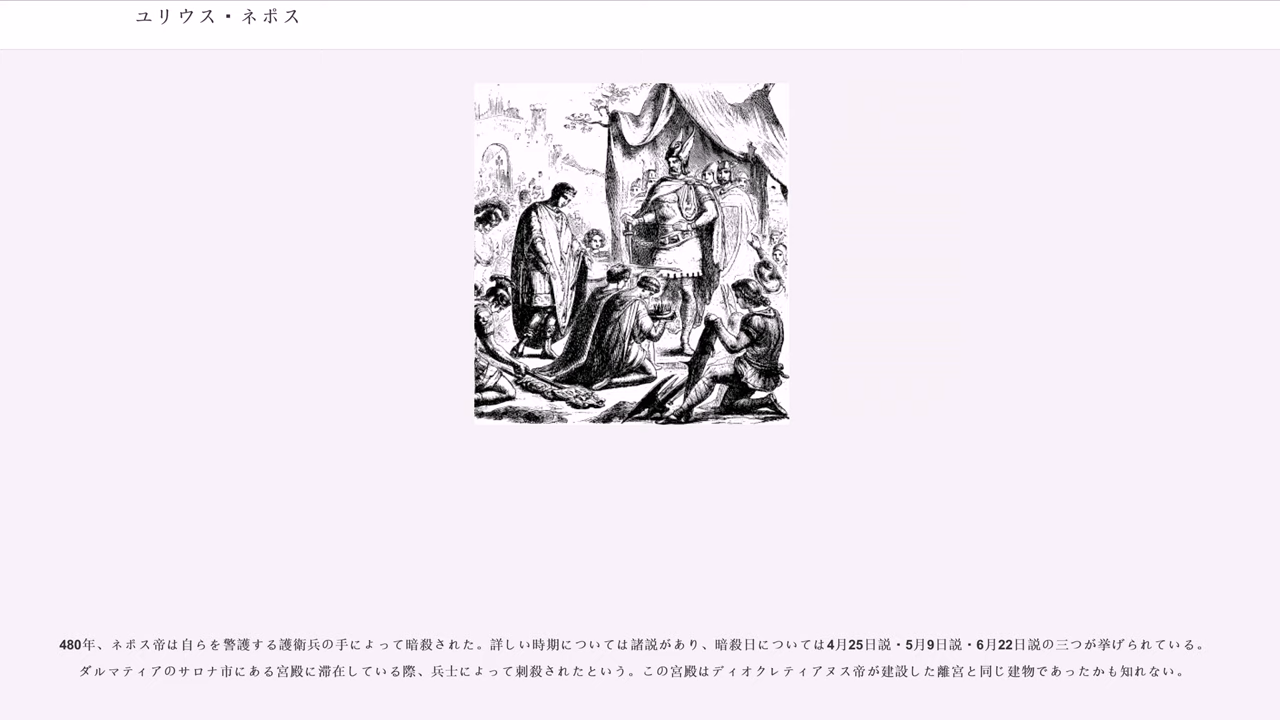 ユリウス・ネポス
480年、ネポス帝は自らを警護する護衛兵の手によって暗殺された。詳しい時期については諸説があり、暗殺日については4月25日説・5月9日説・6月22日説の三つが挙げられている。
ダルマティアのサロナ市にある宮殿に滞在している際、兵士によって刺殺されたという。この宮殿はディオクレティアヌス帝が建設した離宮と同じ建物であったかも知れない。